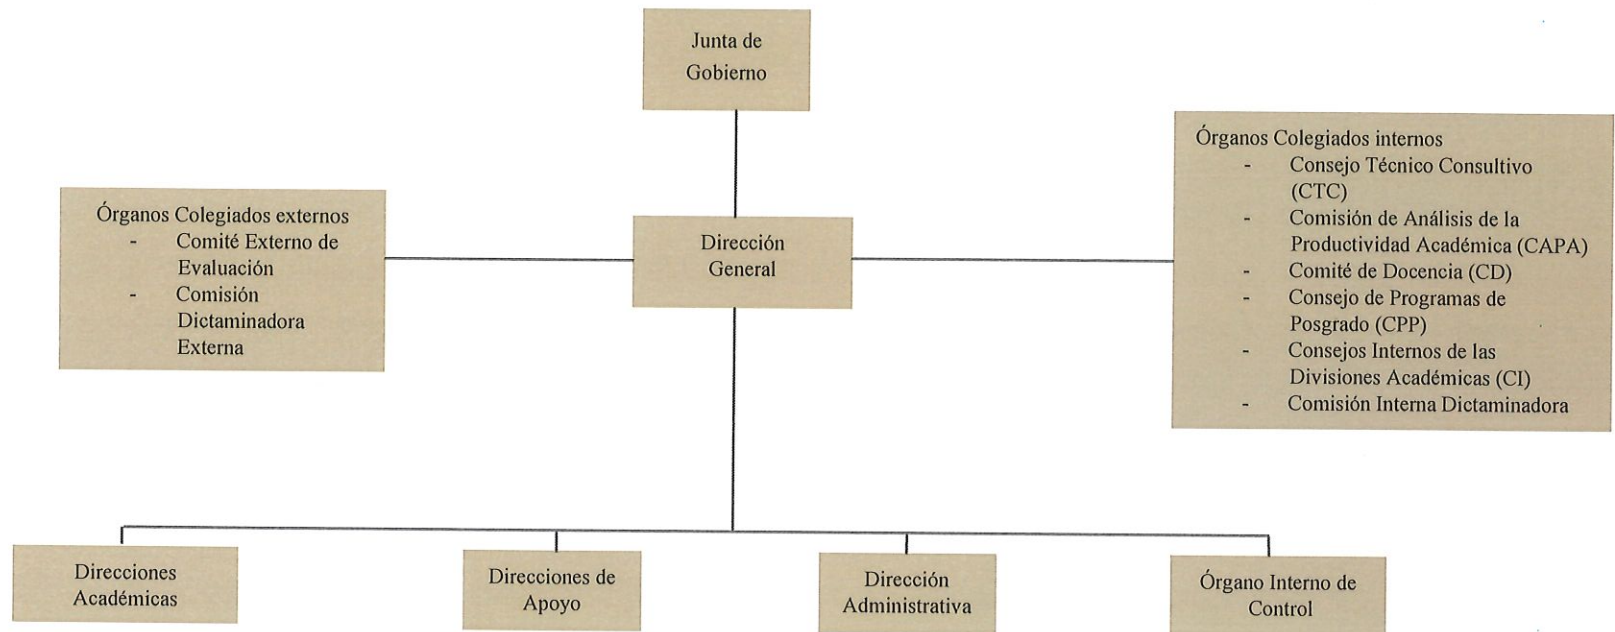 Junta de
Gobierno
Órganos Colegiados externos
- Comité Externo de
Evaluación
- Comisión
Dictaminadora
Externa
Dirección
General
Órganos Colegiados internos
- Consejo Técnico Consultivo
(CTC)
- Comisión de Análisis de la
Productividad Académica (CAPA)
- Comité de Docencia (CD)
- Consejo de Programas de
Posgrado (CPP)
- Consejos Internos de las
Divisiones Académicas (CI)
- Comisión Interna Dictaminadora
Direcciones
Académicas
Direcciones de
Apoyo
Dirección
Administrativa
Órgano Interno de
Control